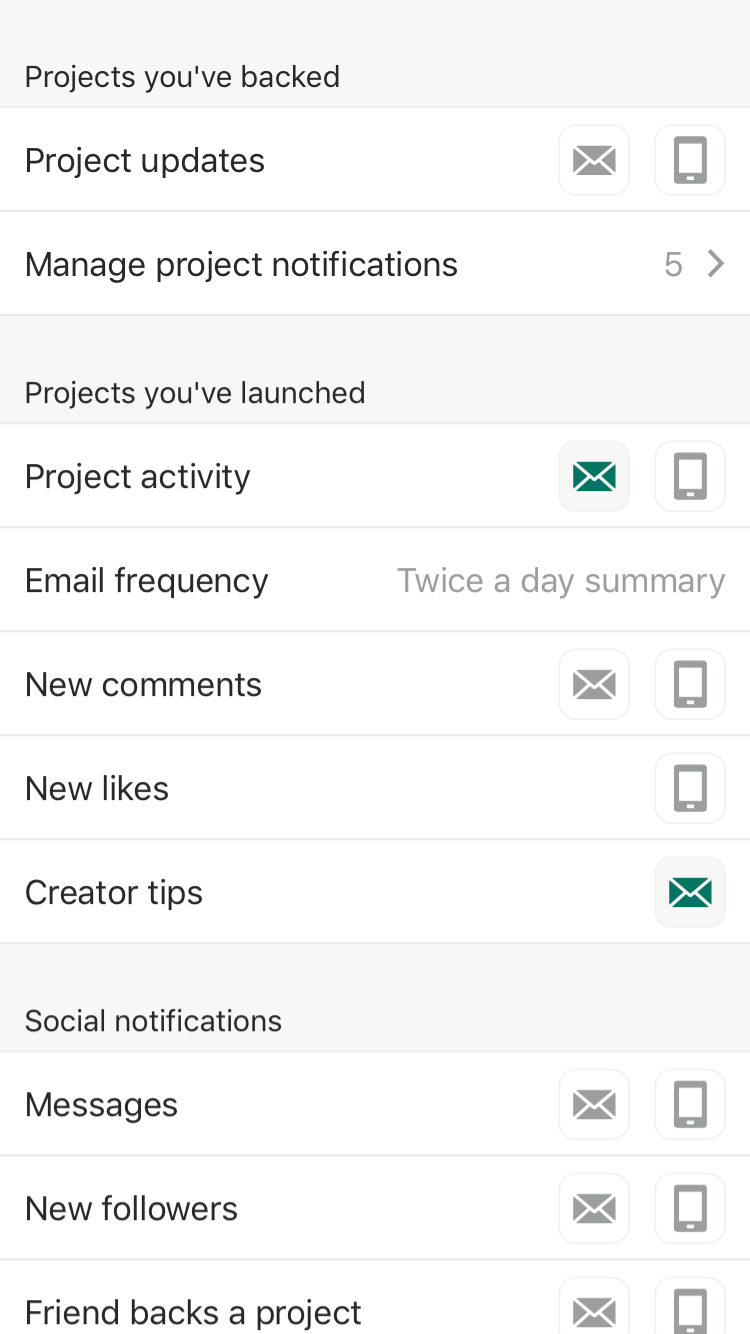 Projects you've backed
Project updates
Manage project notifications 5
Projects you've launched
Project activity
Email frequency Twice a day summary
New comments
New likes
Creator tips
Social notifications
Messages
New followers
Friend backs a project